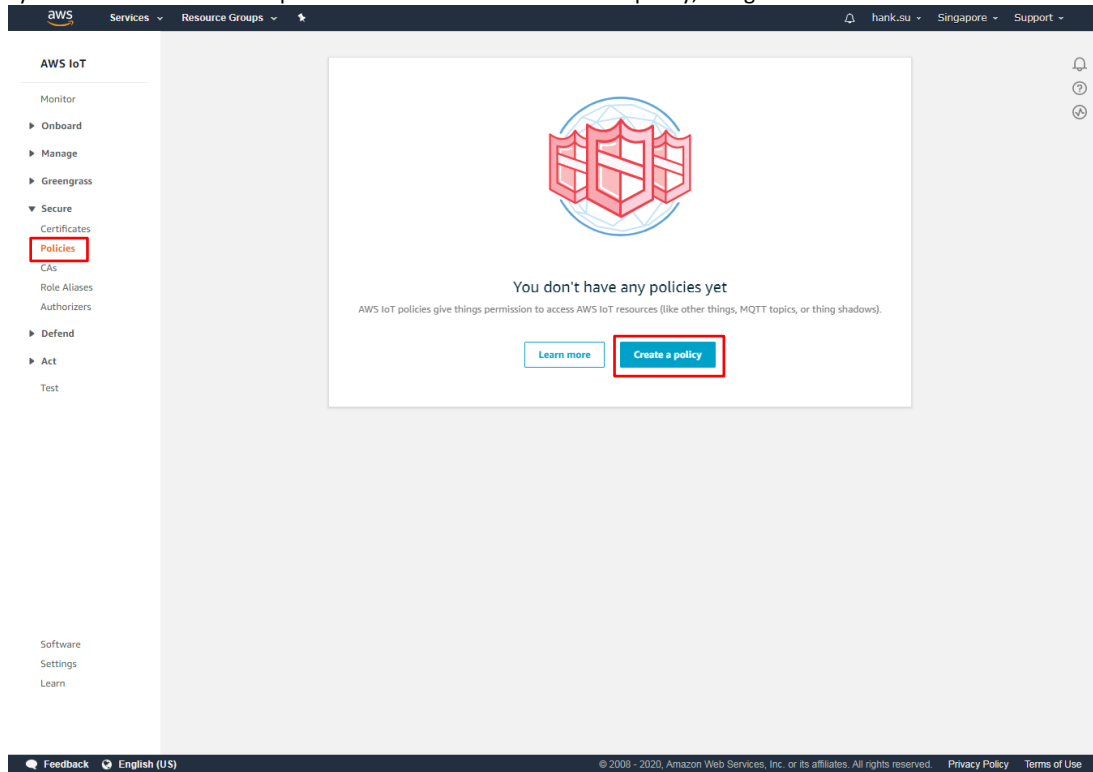 aws Services Resource Groups hank.su Singapore Support
AWS IoT
Monitor
Onboard
Manage
Greengrass
Secure
Certificates
Policies
CAs
Role Aliases
Authorizers
Defend
Act
Test
Software
Settings
Learn
You don't have any policies yet
AWS IoT policies give things permission to access AWS IoT resources (like other things, MQTT topics, or thing shadows).
Learn more Create a policy
Feedback English (US) © 2008 - 2020, Amazon Web Services, Inc. or its affiliates. All rights reserved. Privacy Policy Terms of Use